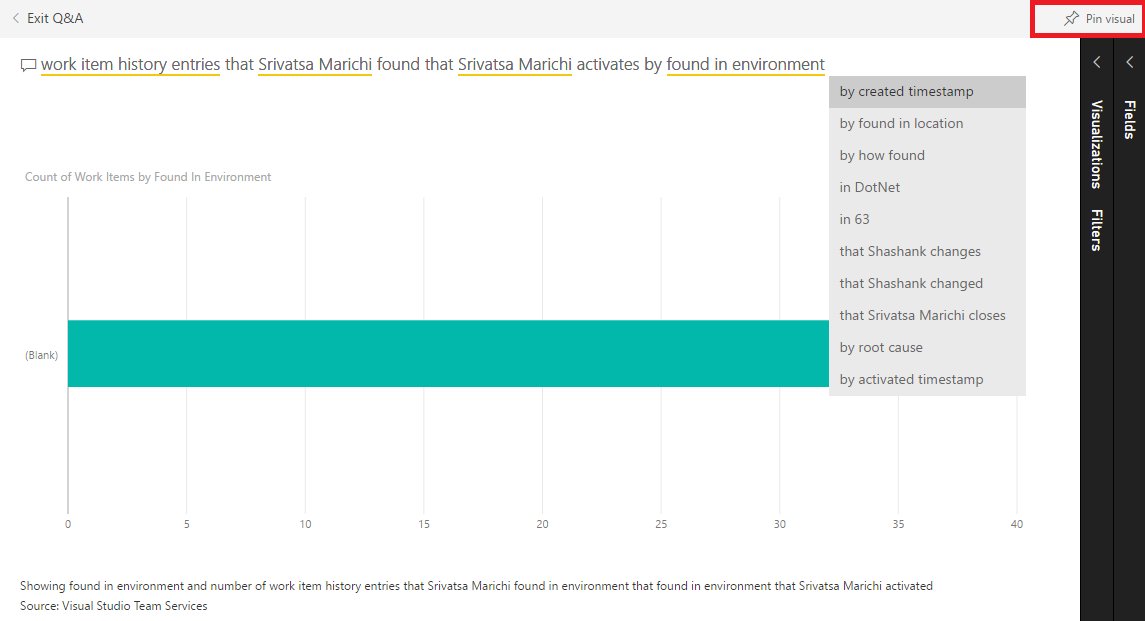 Exit Q&A
Pin visual
work item history entries that Srivatsa Marichi found that Srivatsa Marichi activates by found in environment
by created timestamp
by found in location
by how found
in DotNet
in 63
that Shashank changes
that Shashank changed
that Srivatsa Marichi closes
by root cause
by activated timestamp
Visualizations
Filters
Fields
Count of Work Items by Found In Environment
(Blank)
0 5 10 15 20 25 30 35 40
Showing found in environment and number of work item history entries that Srivatsa Marichi found in environment that found in environment that Srivatsa Marichi activated
Source: Visual Studio Team Services